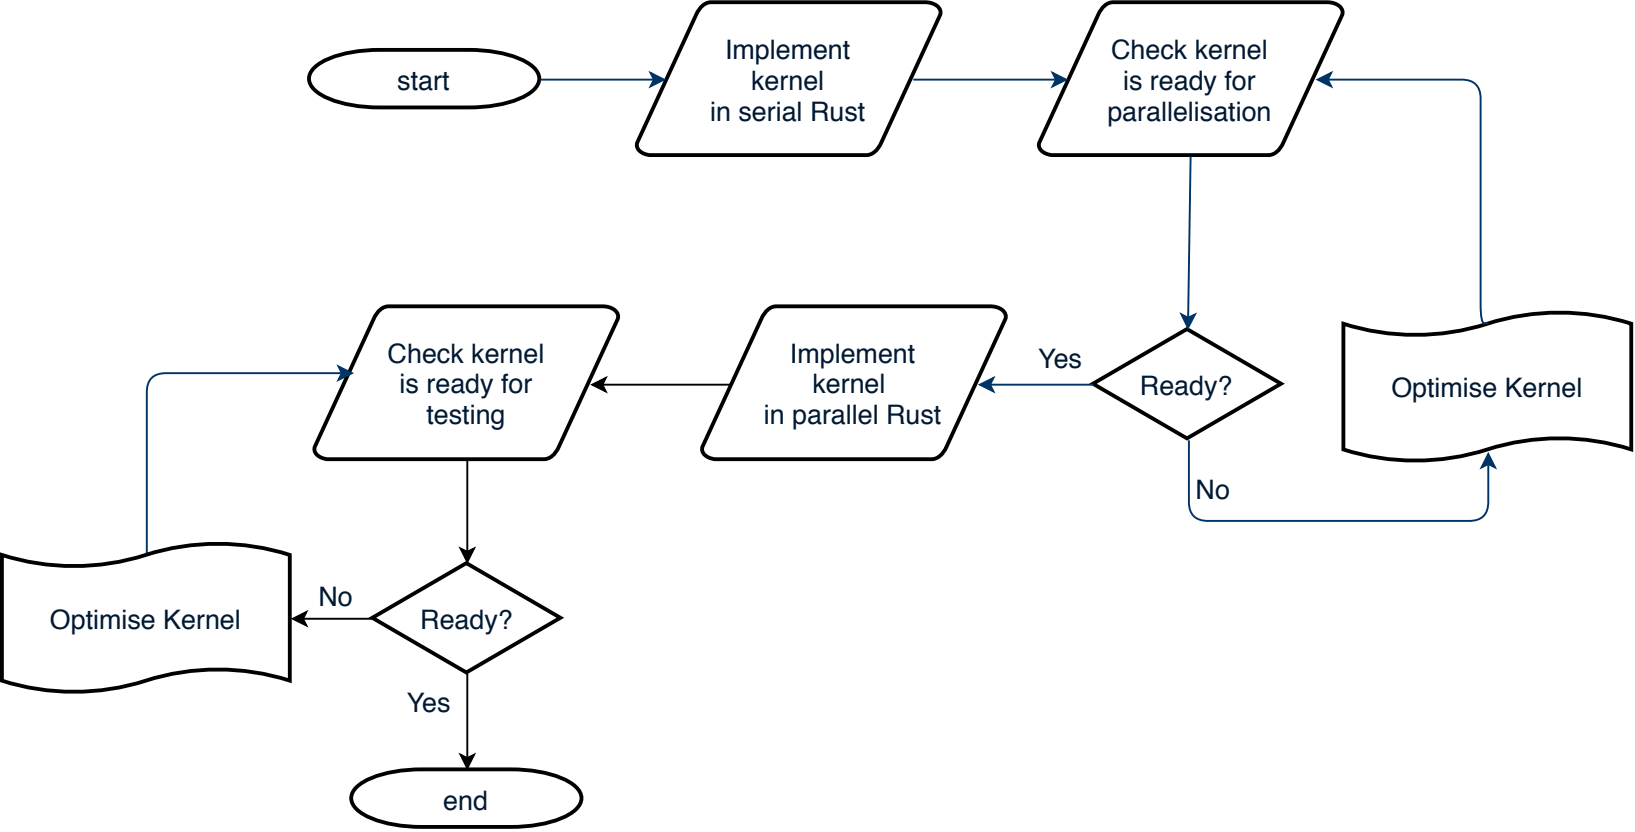 start
Implement
kernel
in serial Rust
Check kernel
is ready for
parallelisation
Check kernel
is ready for
testing
Implement
kernel
in parallel Rust
Yes
Ready?
No
Optimise Kernel
Optimise Kernel
No
Ready?
Yes
end